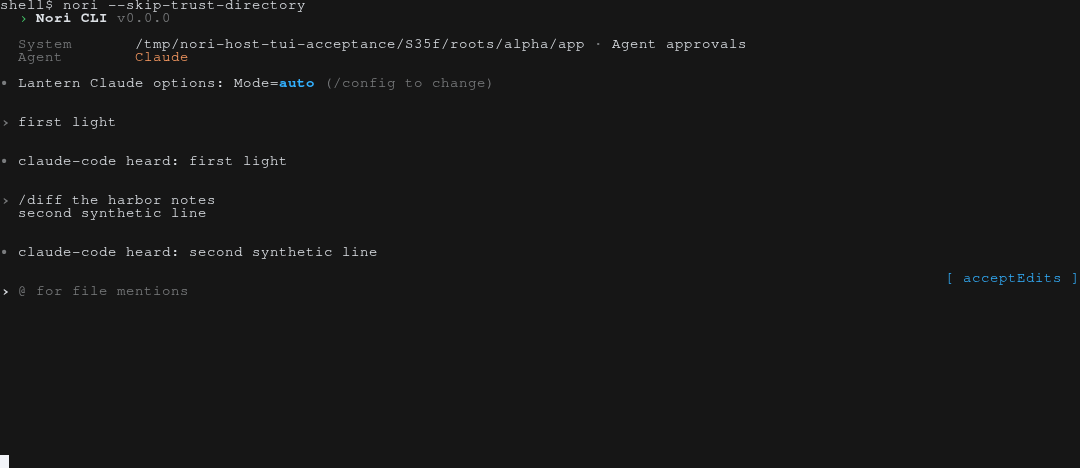 shell$ nori --skip-trust-directory
› Nori CLI v0.0.0
System /tmp/nori-host-tui-acceptance/S35f/roots/alpha/app · Agent approvals
Agent Claude
• Lantern Claude options: Mode=auto (/config to change)
› first light
• claude-code heard: first light
› /diff the harbor notes
second synthetic line
• claude-code heard: second synthetic line
[ acceptEdits ]
› @ for file mentions